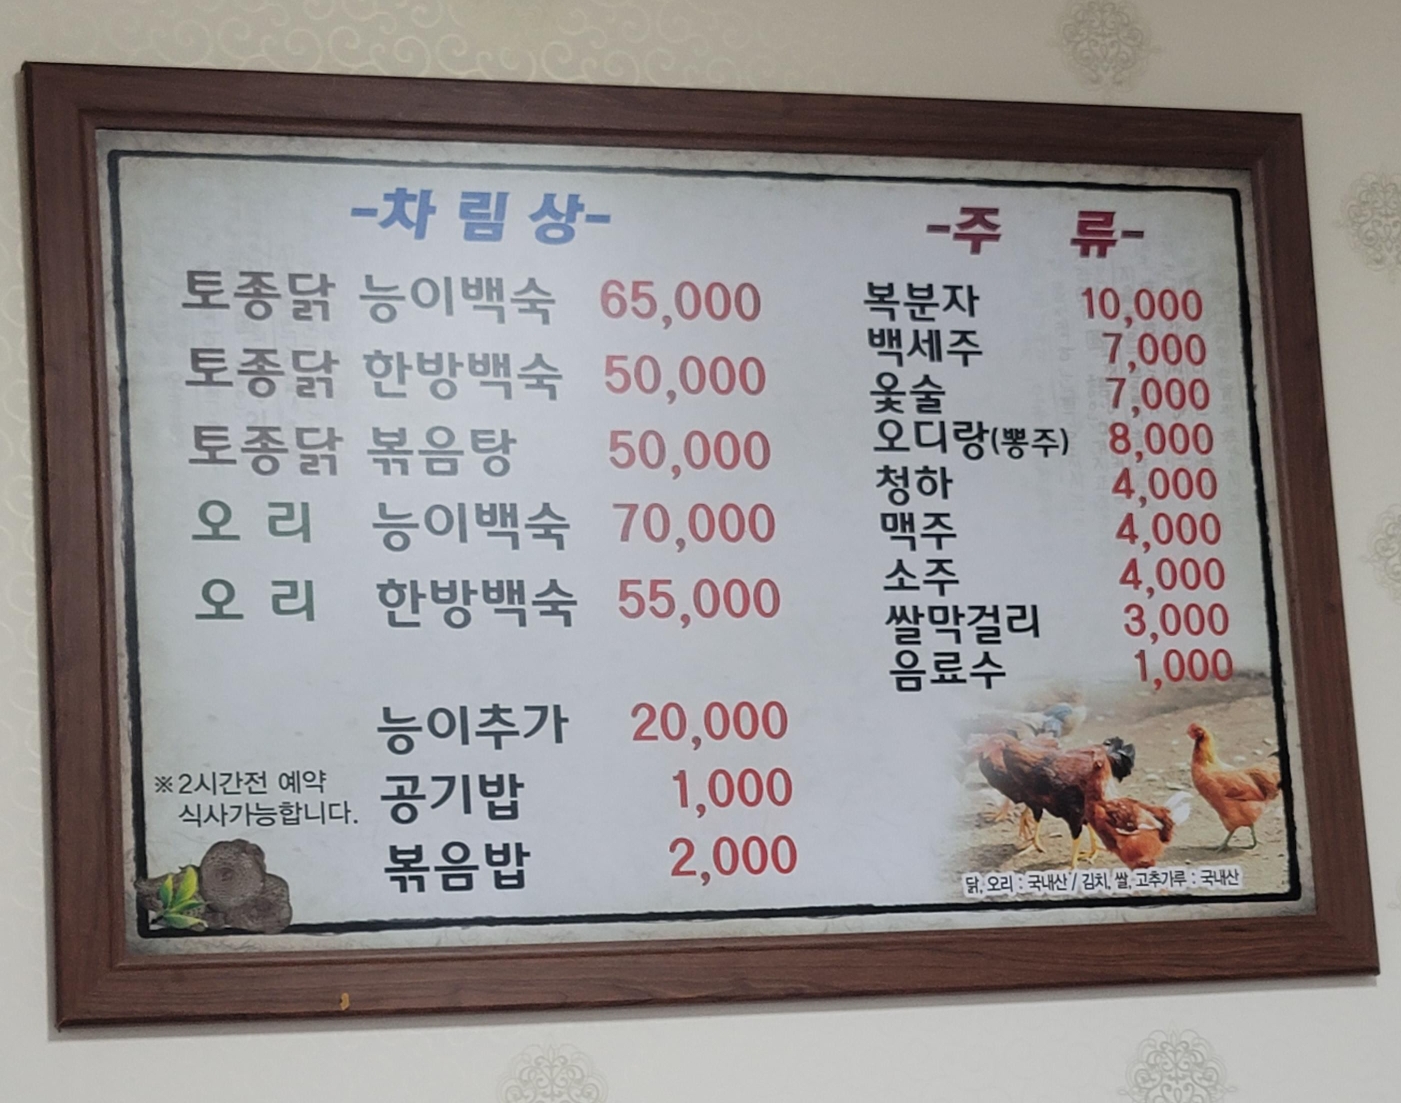 -차림상-
토종닭 능이백숙 65,000
토종닭 한방백숙 50,000
토종닭 볶음탕 50,000
오리 능이백숙 70,000
오리 한방백숙 55,000
능이추가 20,000
공기밥 1,000
볶음밥 2,000
※2시간전 예약
식사가능합니다.
-주 류-
복분자 10,000
백세주 7,000
옻술 7,000
오디랑(뽕주) 8,000
청하 4,000
맥주 4,000
소주 4,000
쌀막걸리 3,000
음료수 1,000
닭, 오리 : 국내산 / 김치, 쌀, 고추가루 : 국내산